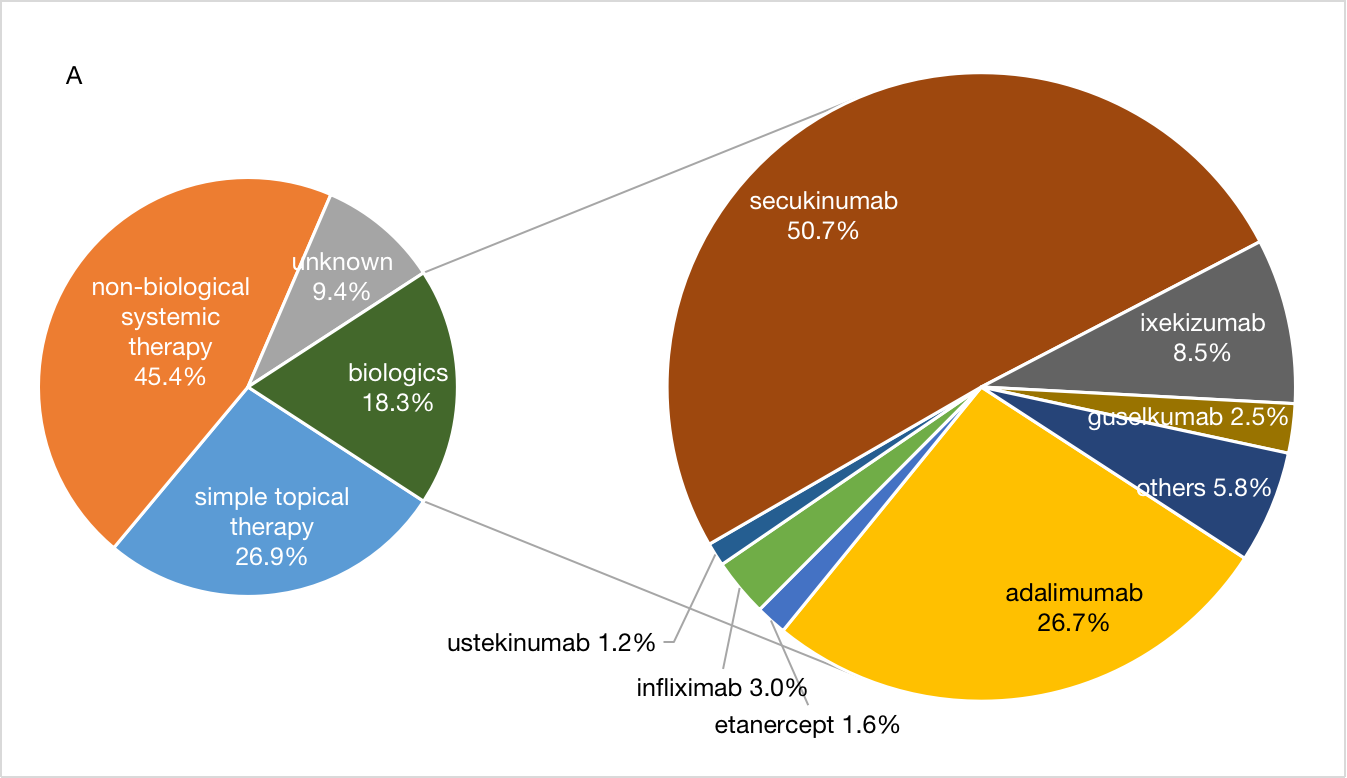 A
non-biological
systemic
therapy
45.4%
unknown
9.4%
biologics
18.3%
simple topical
therapy
26.9%
secukinumab
50.7%
ixekizumab
8.5%
guselkumab 2.5%
others 5.8%
adalimumab
26.7%
ustekinumab 1.2%
infliximab 3.0%
etanercept 1.6%